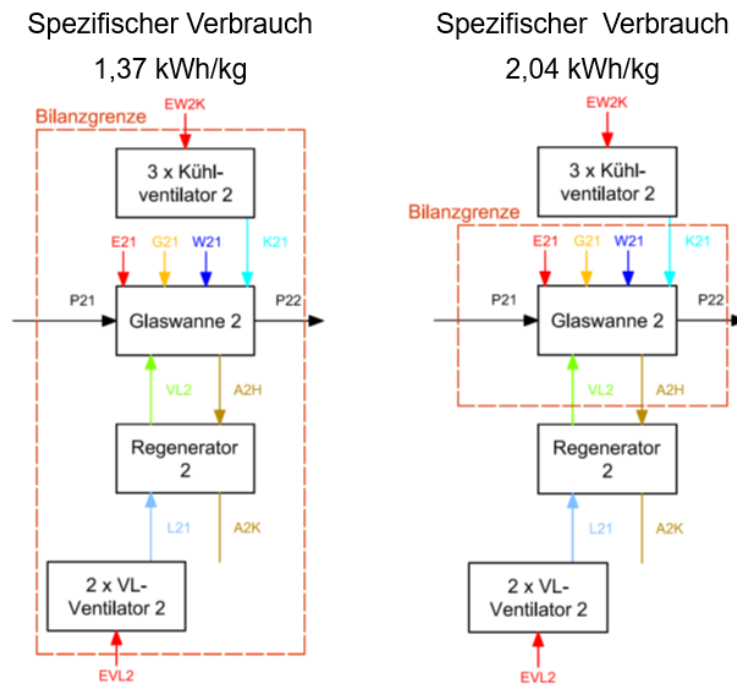 Spezifischer Verbrauch
1,37 kWh/kg
EW2K
Bilanzgrenze
3 x Kühl-
ventilator 2
E21 G21 W21 K21
P21 Glaswanne 2 P22
VL2 A2H
Regenerator
2
L21 A2K
2 x VL-
Ventilator 2
EVL2
Spezifischer Verbrauch
2,04 kWh/kg
EW2K
3 x Kühl-
ventilator 2
Bilanzgrenze
E21 G21 W21 K21
P21 Glaswanne 2 P22
VL2 A2H
Regenerator
2
L21 A2K
2 x VL-
Ventilator 2
EVL2